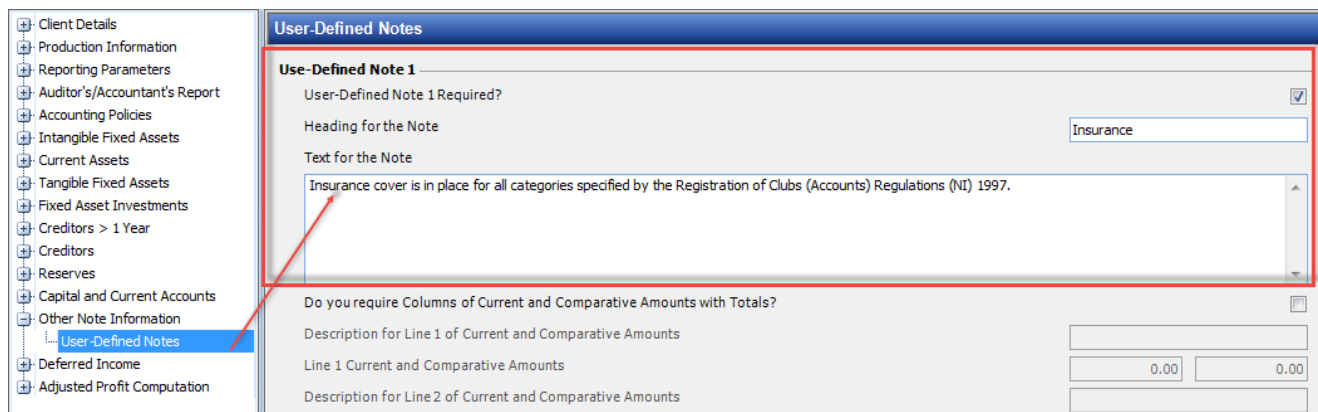 Client Details
Production Information
Reporting Parameters
Auditor's/Accountant's Report
Accounting Policies
Intangible Fixed Assets
Current Assets
Tangible Fixed Assets
Fixed Asset Investments
Creditors > 1 Year
Creditors
Reserves
Capital and Current Accounts
Other Note Information
User-Defined Notes
Deferred Income
Adjusted Profit Computation
User-Defined Notes
Use-Defined Note 1
User-Defined Note 1 Required?
Heading for the Note
Insurance
Text for the Note
Insurance cover is in place for all categories specified by the Registration of Clubs (Accounts) Regulations (NI) 1997.
Do you require Columns of Current and Comparative Amounts with Totals?
Description for Line 1 of Current and Comparative Amounts
Line 1 Current and Comparative Amounts
0.00 0.00
Description for Line 2 of Current and Comparative Amounts